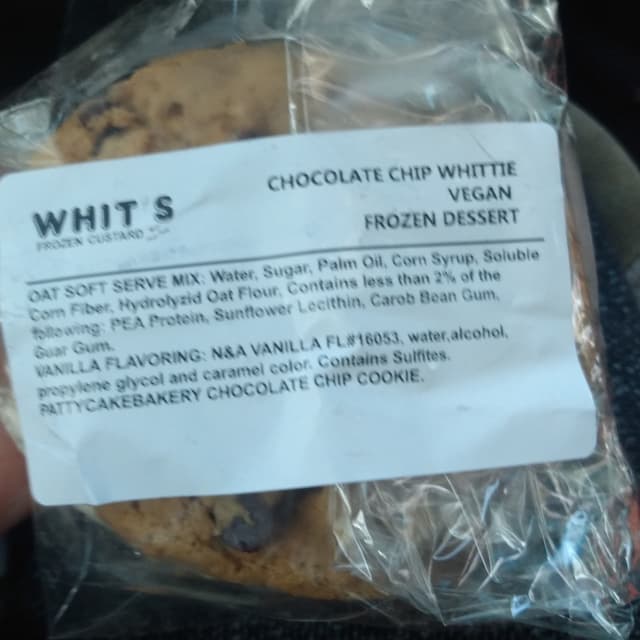 WHIT'S
FROZEN CUSTARD
CHOCOLATE CHIP WHITTIE
VEGAN
FROZEN DESSERT
OAT SOFT SERVE MIX: Water, Sugar, Palm Oil, Corn Syrup, Soluble
Corn Fiber, Hydrolyzid Oat Flour, Contains less than 2% of the
following: PEA Protein, Sunflower Locithin, Carob Bean Gum,
Guar Gum.
VANILLA FLAVORING: N&A VANILLA FL#16053, water,alcohol,
propylene glycol and caramel color. Contains Sulfites.
PATTYCAKEBAKERY CHOCOLATE CHIP COOKIE.